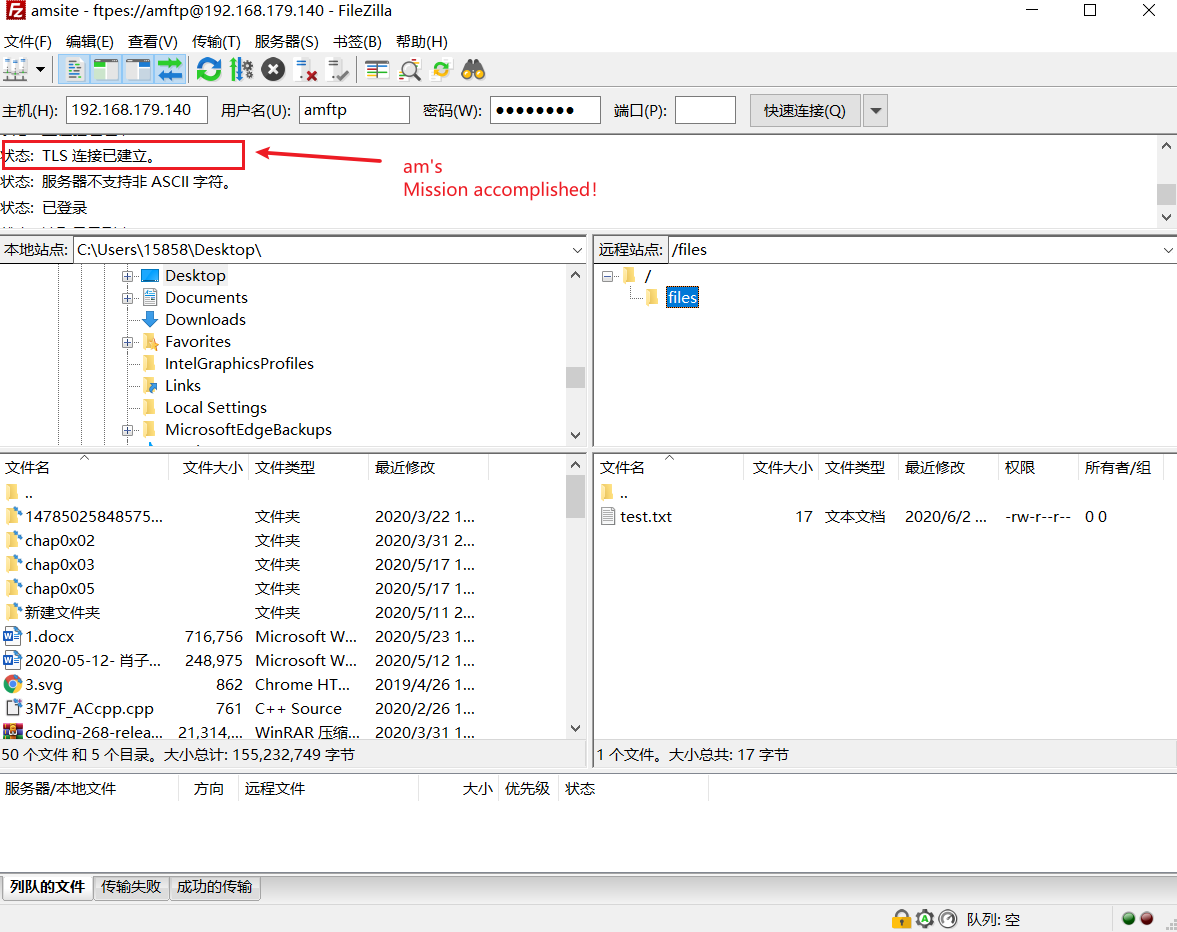 amsite - ftpes://amftp@192.168.179.140 - FileZilla
文件(F) 编辑(E) 查看(V) 传输(T) 服务器(S) 书签(B) 帮助(H)
主机(H): 192.168.179.140 用户名(U): amftp 密码(W): ●●●●●●●● 端口(P): 快速连接(Q)
状态: TLS 连接已建立。
am's
Mission accomplished!
状态: 服务器不支持非 ASCII 字符。
状态: 已登录
本地站点: C:\Users\15858\Desktop\
Desktop
Documents
Downloads
Favorites
IntelGraphicsProfiles
Links
Local Settings
MicrosoftEdgeBackups
远程站点: /files
/
files
文件名 文件大小 文件类型 最近修改
..
14785025848575... 文件夹 2020/3/22 1...
chap0x02 文件夹 2020/3/31 2...
chap0x03 文件夹 2020/5/17 1...
chap0x05 文件夹 2020/5/17 1...
新建文件夹 文件夹 2020/5/11 2...
1.docx 716,756 Microsoft W... 2020/5/23 1...
2020-05-12- 肖子... 248,975 Microsoft W... 2020/5/12 1...
3.svg 862 Chrome HT... 2019/4/26 1...
3M7F_ACcpp.cpp 761 C++ Source 2020/2/26 1...
coding-268-relea... 21,314,... WinRAR 压缩... 2020/3/31 1...
50 个文件 和 5 个目录。大小总计: 155,232,749 字节
文件名 文件大小 文件类型 最近修改 权限 所有者/组
..
test.txt 17 文本文档 2020/6/2 ... -rw-r--r-- 0 0
1 个文件。大小总共: 17 字节
服务器/本地文件 方向 远程文件 大小 优先级 状态
列队的文件 传输失败 成功的传输
队列: 空